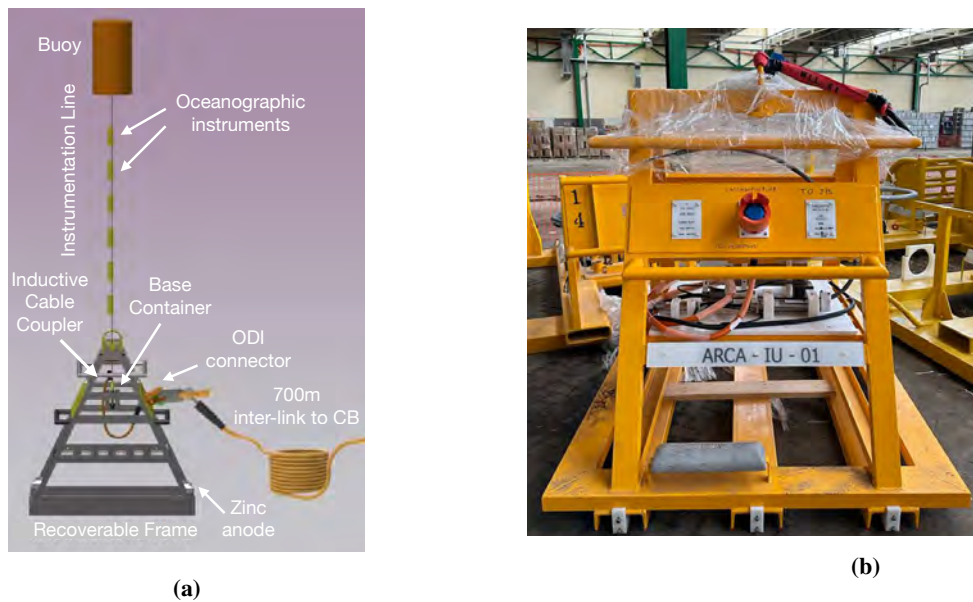 Buoy
Instrumentation Line
Oceanographic
instruments
Inductive
Cable
Coupler
Base
Container
ODI
connector
700m
inter-link to CB
Zinc
anode
Recoverable Frame
(a)
TO J/B
1
4
ARCA - IU - 01
(b)